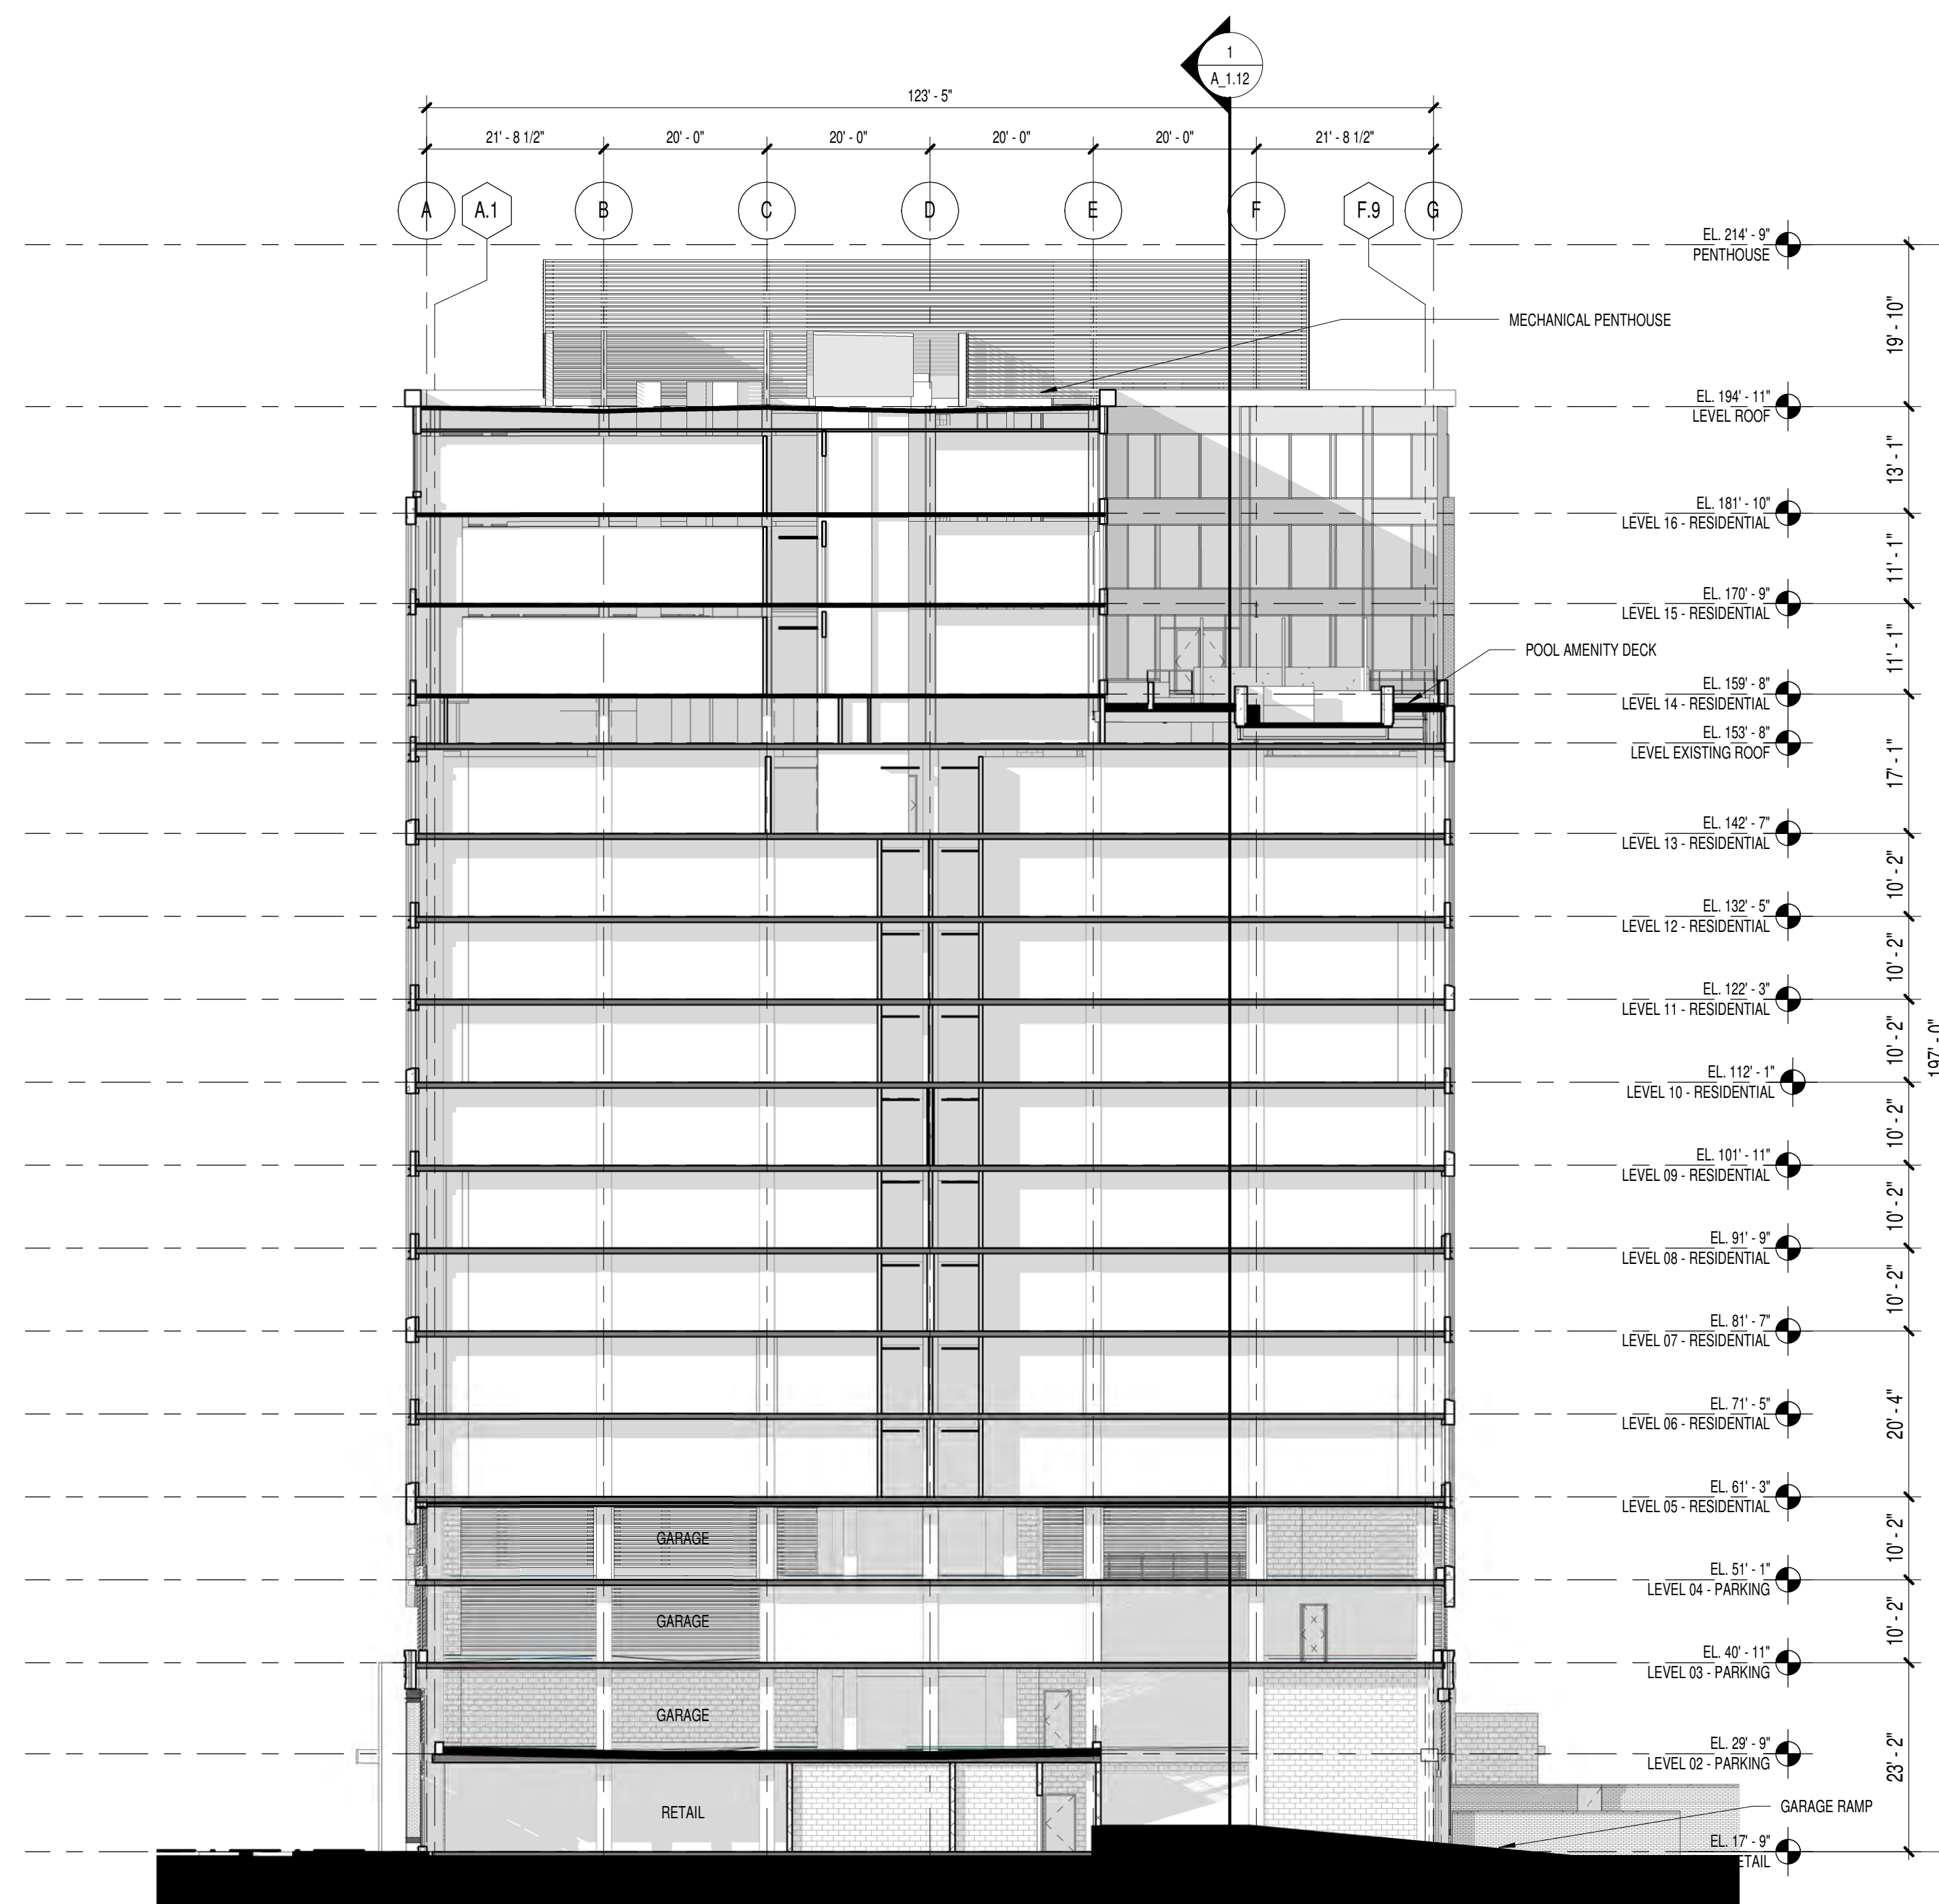 1
A_1.12
123' - 5"
21' - 8 1/2"
20' - 0"
20' - 0"
20' - 0"
20' - 0"
21' - 8 1/2"
A
A.1
B
C
D
E
F
F.9
G
EL. 214' - 9"
PENTHOUSE
19' - 10"
MECHANICAL PENTHOUSE
EL. 194' - 11"
LEVEL ROOF
13' - 1"
EL. 181' - 10"
LEVEL 16 - RESIDENTIAL
11' - 1"
EL. 170' - 9"
LEVEL 15 - RESIDENTIAL
11' - 1"
POOL AMENITY DECK
EL. 159' - 8"
LEVEL 14 - RESIDENTIAL
EL. 153' - 8"
LEVEL EXISTING ROOF
17' - 1"
EL. 142' - 7"
LEVEL 13 - RESIDENTIAL
10' - 2"
EL. 132' - 5"
LEVEL 12 - RESIDENTIAL
10' - 2"
EL. 122' - 3"
LEVEL 11 - RESIDENTIAL
10' - 2"
197' - 0"
EL. 112' - 1"
LEVEL 10 - RESIDENTIAL
10' - 2"
EL. 101' - 11"
LEVEL 09 - RESIDENTIAL
10' - 2"
EL. 91' - 9"
LEVEL 08 - RESIDENTIAL
10' - 2"
EL. 81' - 7"
LEVEL 07 - RESIDENTIAL
20' - 4"
EL. 71' - 5"
LEVEL 06 - RESIDENTIAL
EL. 61' - 3"
LEVEL 05 - RESIDENTIAL
GARAGE
10' - 2"
EL. 51' - 1"
LEVEL 04 - PARKING
GARAGE
10' - 2"
EL. 40' - 11"
LEVEL 03 - PARKING
GARAGE
EL. 29' - 9"
LEVEL 02 - PARKING
23' - 2"
RETAIL
GARAGE RAMP
EL. 17' - 9"
ETAIL